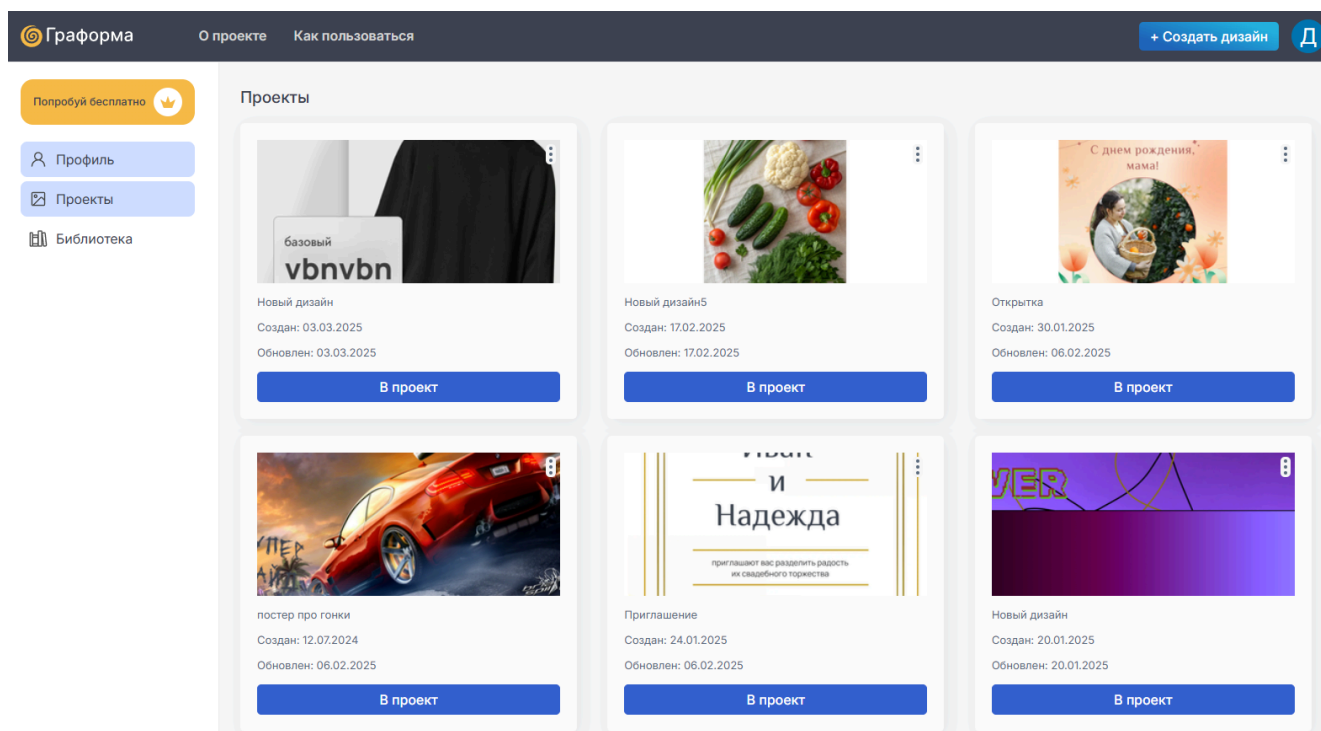 Граформа
О проекте
Как пользоваться
+ Создать дизайн
Д
Попробуй бесплатно
Профиль
Проекты
Библиотека
Проекты
базовый
vbnvbn
Новый дизайн
Создан: 03.03.2025
Обновлен: 03.03.2025
В проект
Новый дизайн5
Создан: 17.02.2025
Обновлен: 17.02.2025
В проект
С днем рождения,
мама!
Открытка
Создан: 30.01.2025
Обновлен: 06.02.2025
В проект
постер про гонки
Создан: 12.07.2024
Обновлен: 06.02.2025
В проект
и
Надежда
приглашают вас разделить радость
их свадебного торжества
Приглашение
Создан: 24.01.2025
Обновлен: 06.02.2025
В проект
VER
Новый дизайн
Создан: 20.01.2025
Обновлен: 20.01.2025
В проект